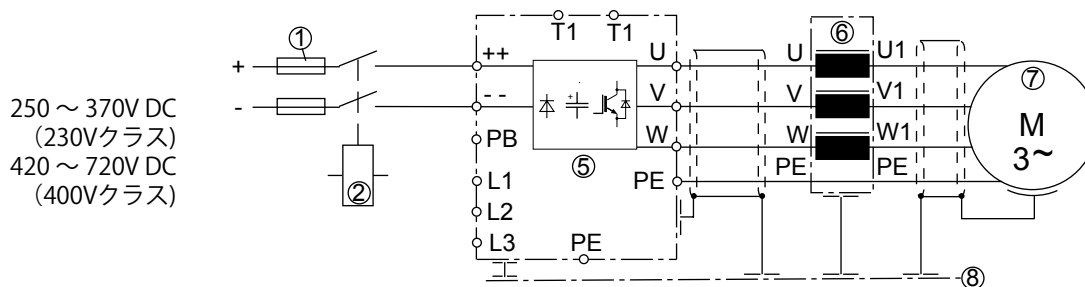 250 ～ 370V DC
（230Vクラス）
420 ～ 720V DC
（400Vクラス）
+
-
①
②
T1 T1
++
--
PB
L1
L2
L3
PE
U
V
W
PE
⑤
⑥
U U1
V V1
W W1
PE PE
⑦
M
3~
⑧
+